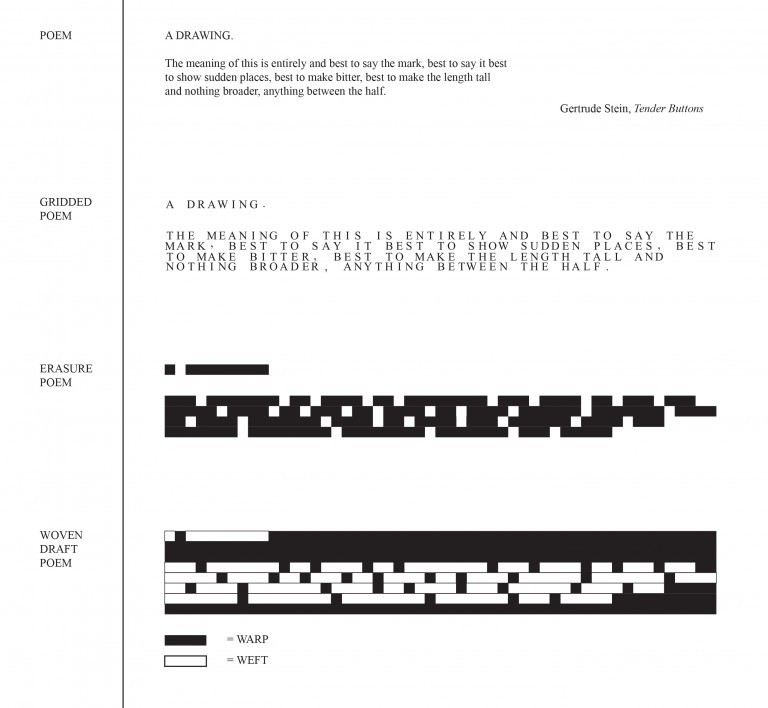 POEM
A DRAWING.
The meaning of this is entirely and best to say the mark, best to say it best
to show sudden places, best to make bitter, best to make the length tall
and nothing broader, anything between the half.
Gertrude Stein, Tender Buttons
GRIDDED
POEM
A DRAWING.
THE MEANING OF THIS IS ENTIRELY AND BEST TO SAY THE
MARK, BEST TO SAY IT BEST TO SHOW SUDDEN PLACES, BEST
TO MAKE BITTER, BEST TO MAKE THE LENGTH TALL AND
NOTHING BROADER, ANYTHING BETWEEN THE HALF.
ERASURE
POEM
WOVEN
DRAFT
POEM
= WARP
= WEFT